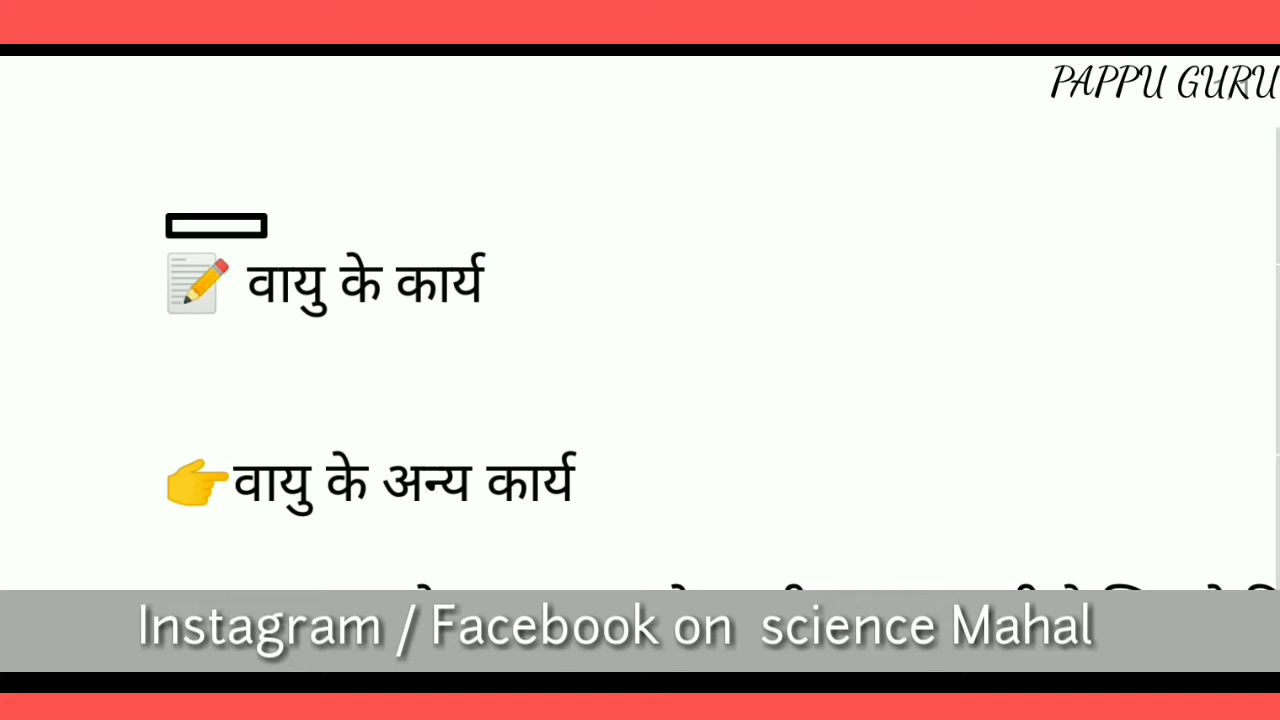 PAPPU GURU
📝 वायु के कार्य
👉वायु के अन्य कार्य
Instagram / Facebook on science Mahal